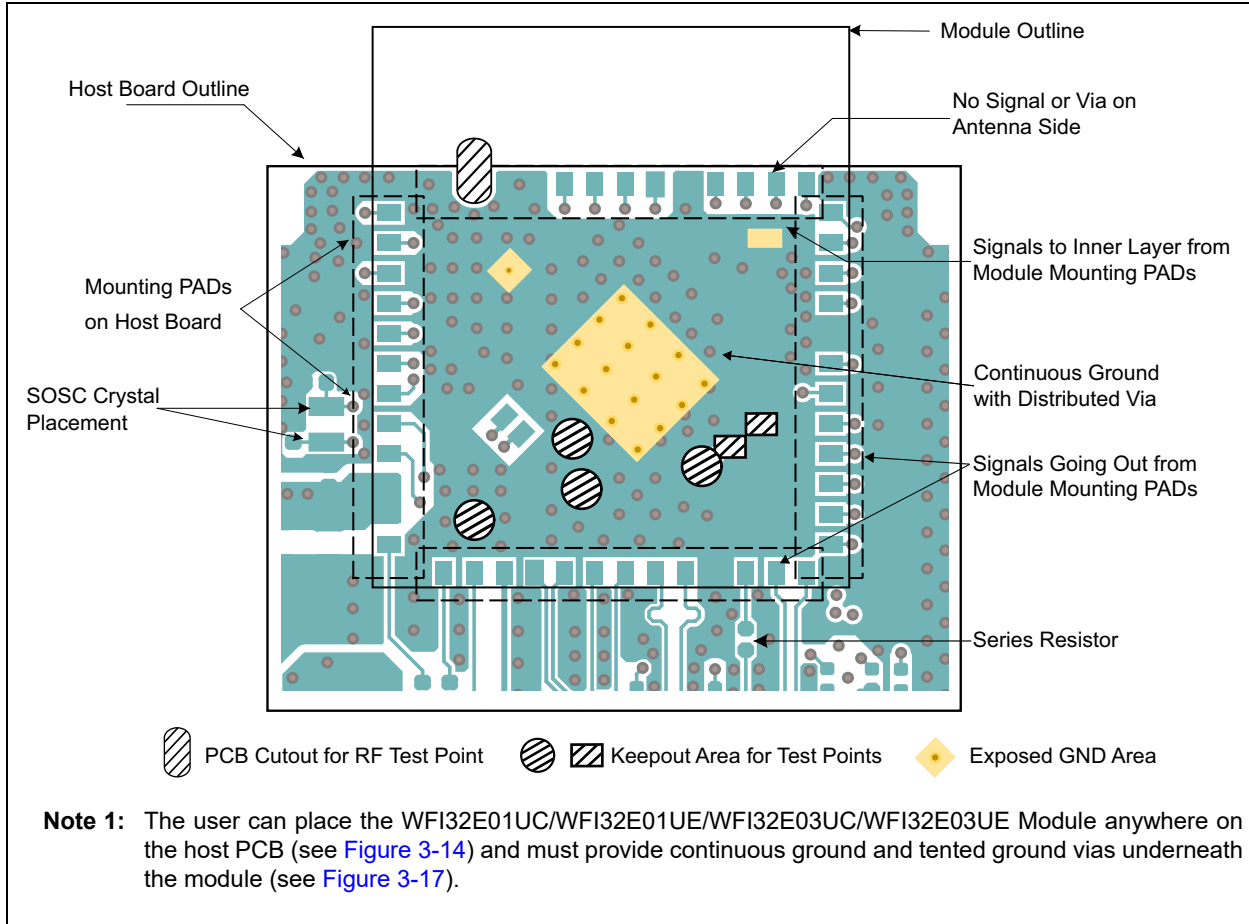 Module Outline
Host Board Outline
No Signal or Via on
Antenna Side
Signals to Inner Layer from
Module Mounting PADs
Mounting PADs
on Host Board
SOSC Crystal
Placement
Continuous Ground
with Distributed Via
Signals Going Out from
Module Mounting PADs
Series Resistor
PCB Cutout for RF Test Point
Keepout Area for Test Points
Exposed GND Area
Note 1: The user can place the WFI32E01UC/WFI32E01UE/WFI32E03UC/WFI32E03UE Module anywhere on
the host PCB (see Figure 3-14) and must provide continuous ground and tented ground vias underneath
the module (see Figure 3-17).